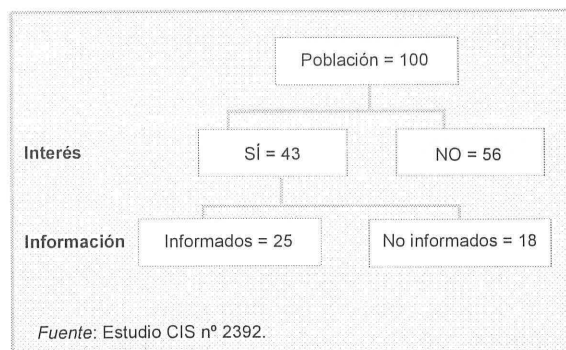 Población = 100
Interés
SÍ = 43
NO = 56
Información
Informados = 25
No informados = 18
Fuente: Estudio CIS nº 2392.